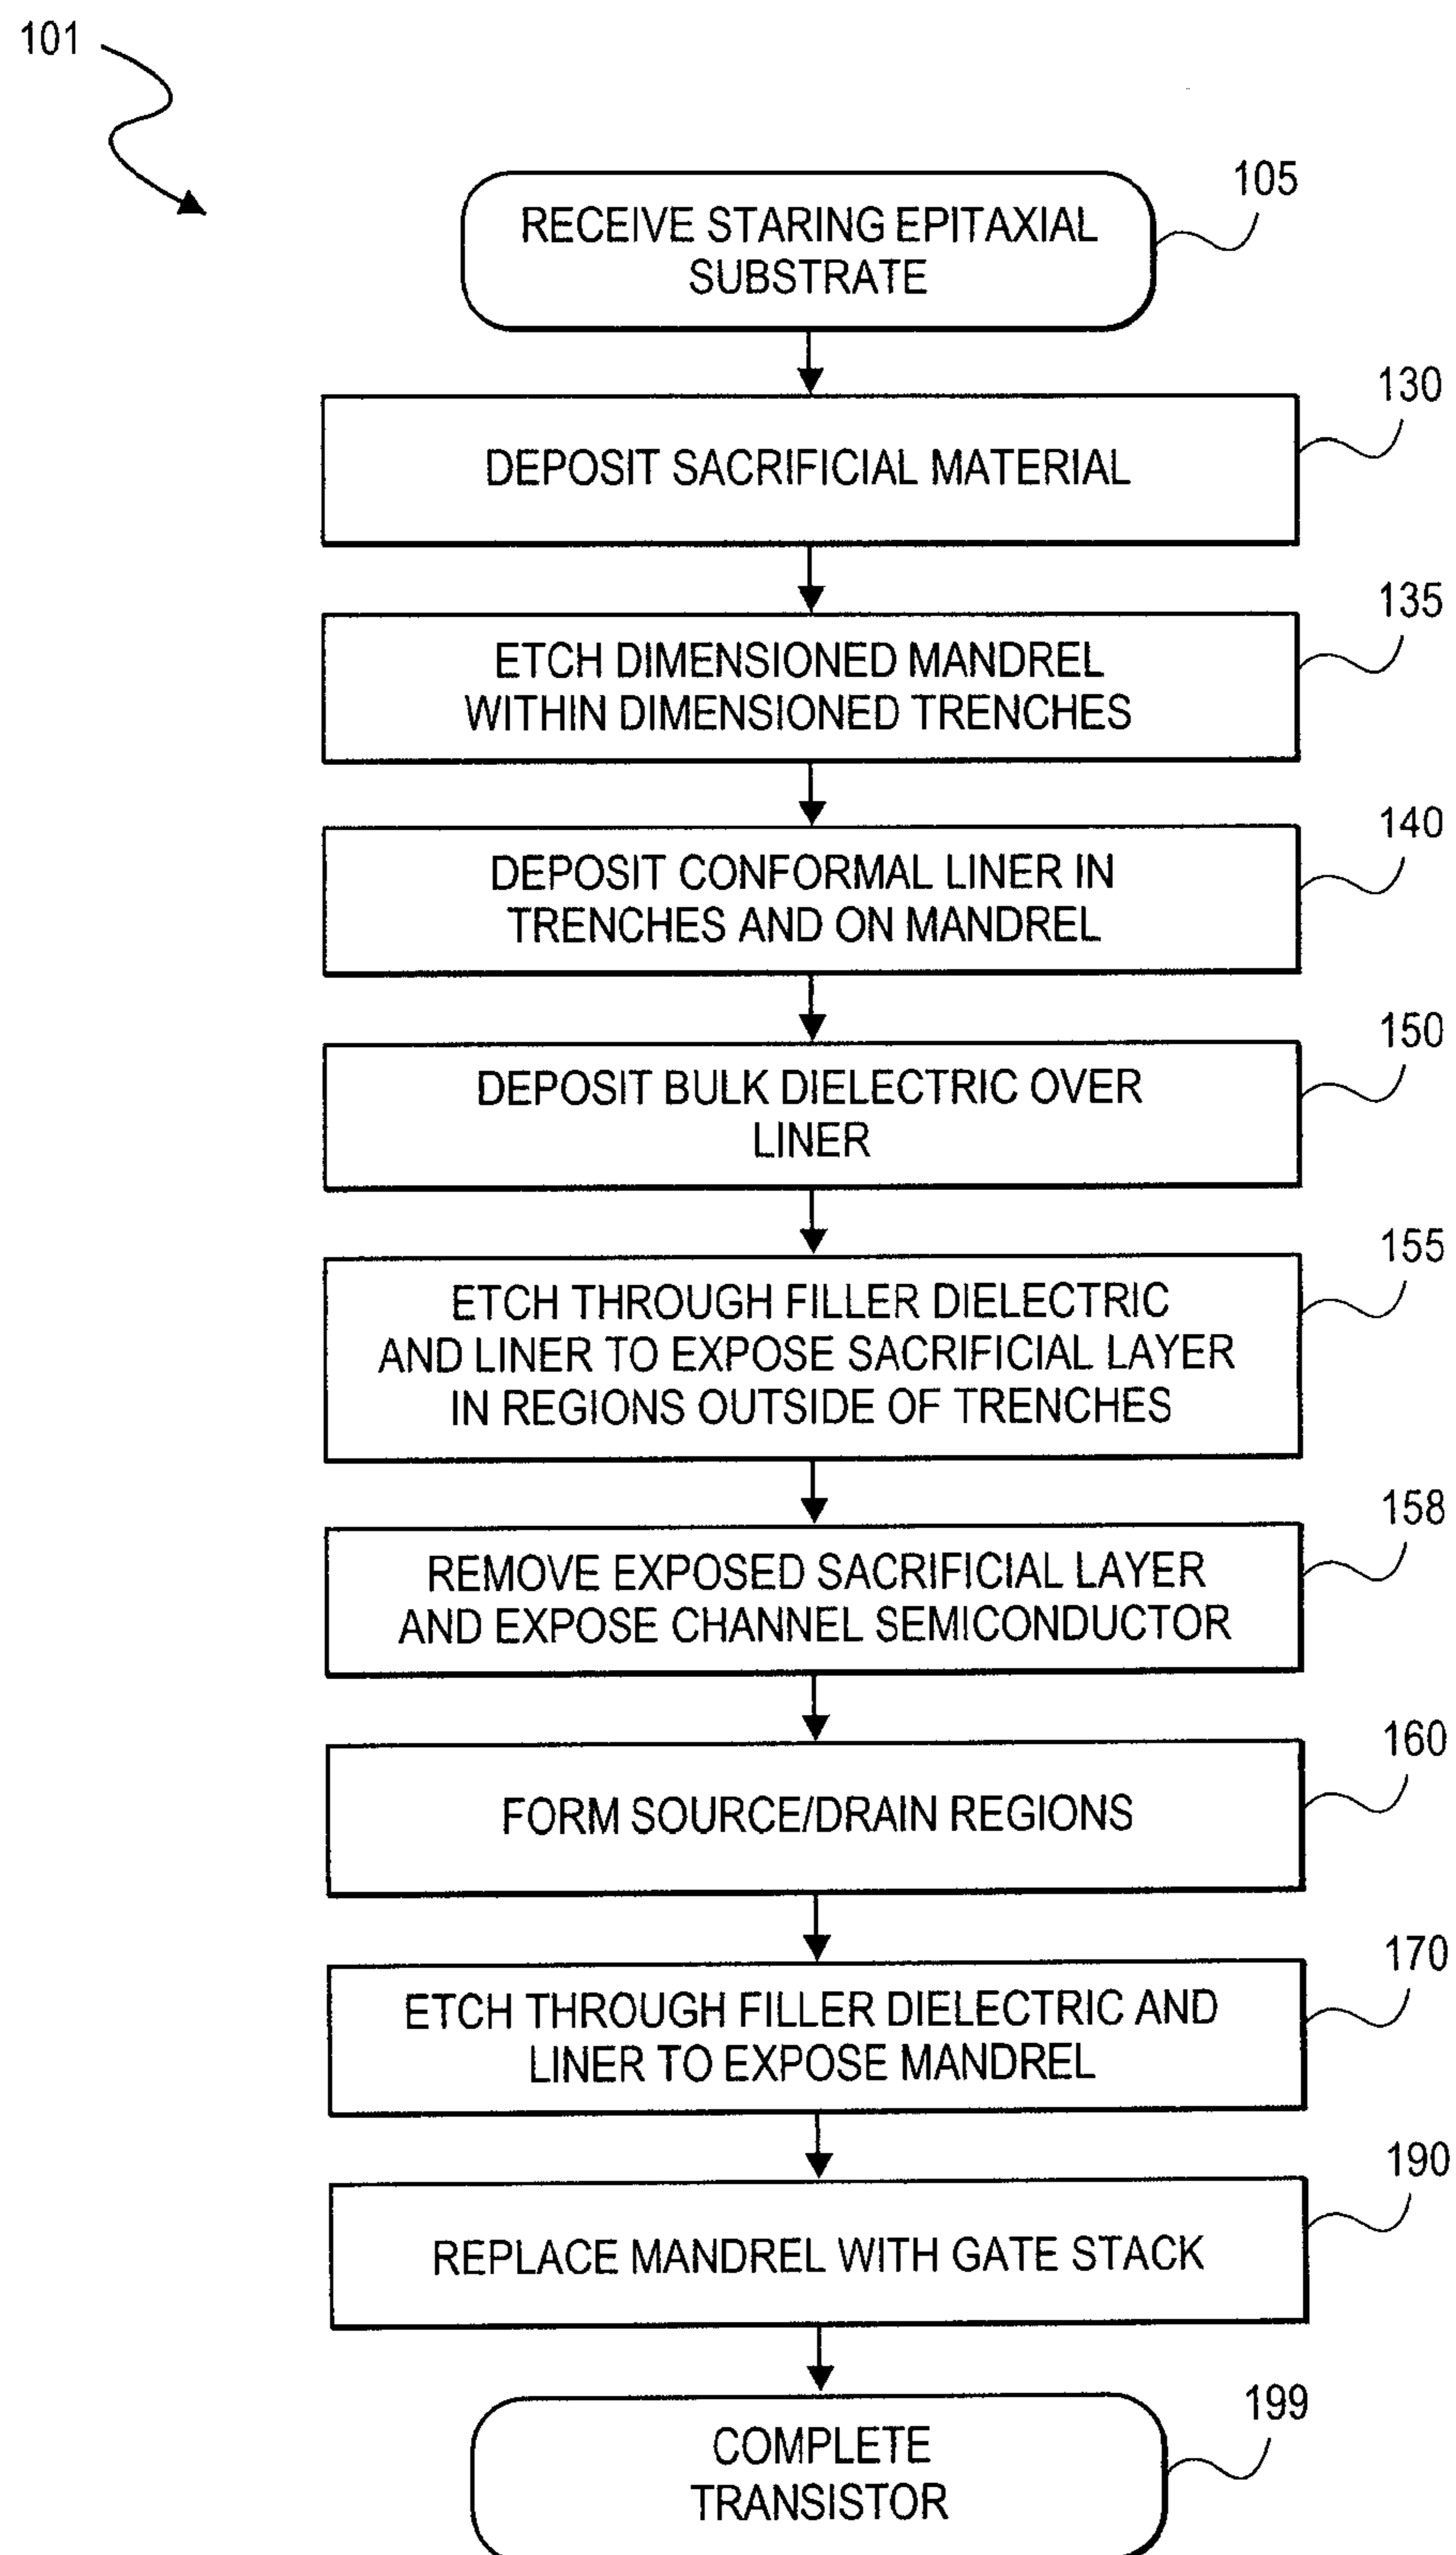 101
RECEIVE STARING EPITAXIAL
SUBSTRATE
105
DEPOSIT SACRIFICIAL MATERIAL
130
ETCH DIMENSIONED MANDREL
WITHIN DIMENSIONED TRENCHES
135
DEPOSIT CONFORMAL LINER IN
TRENCHES AND ON MANDREL
140
DEPOSIT BULK DIELECTRIC OVER
LINER
150
ETCH THROUGH FILLER DIELECTRIC
AND LINER TO EXPOSE SACRIFICIAL LAYER
IN REGIONS OUTSIDE OF TRENCHES
155
REMOVE EXPOSED SACRIFICIAL LAYER
AND EXPOSE CHANNEL SEMICONDUCTOR
158
FORM SOURCE/DRAIN REGIONS
160
ETCH THROUGH FILLER DIELECTRIC AND
LINER TO EXPOSE MANDREL
170
REPLACE MANDREL WITH GATE STACK
190
COMPLETE
TRANSISTOR
199